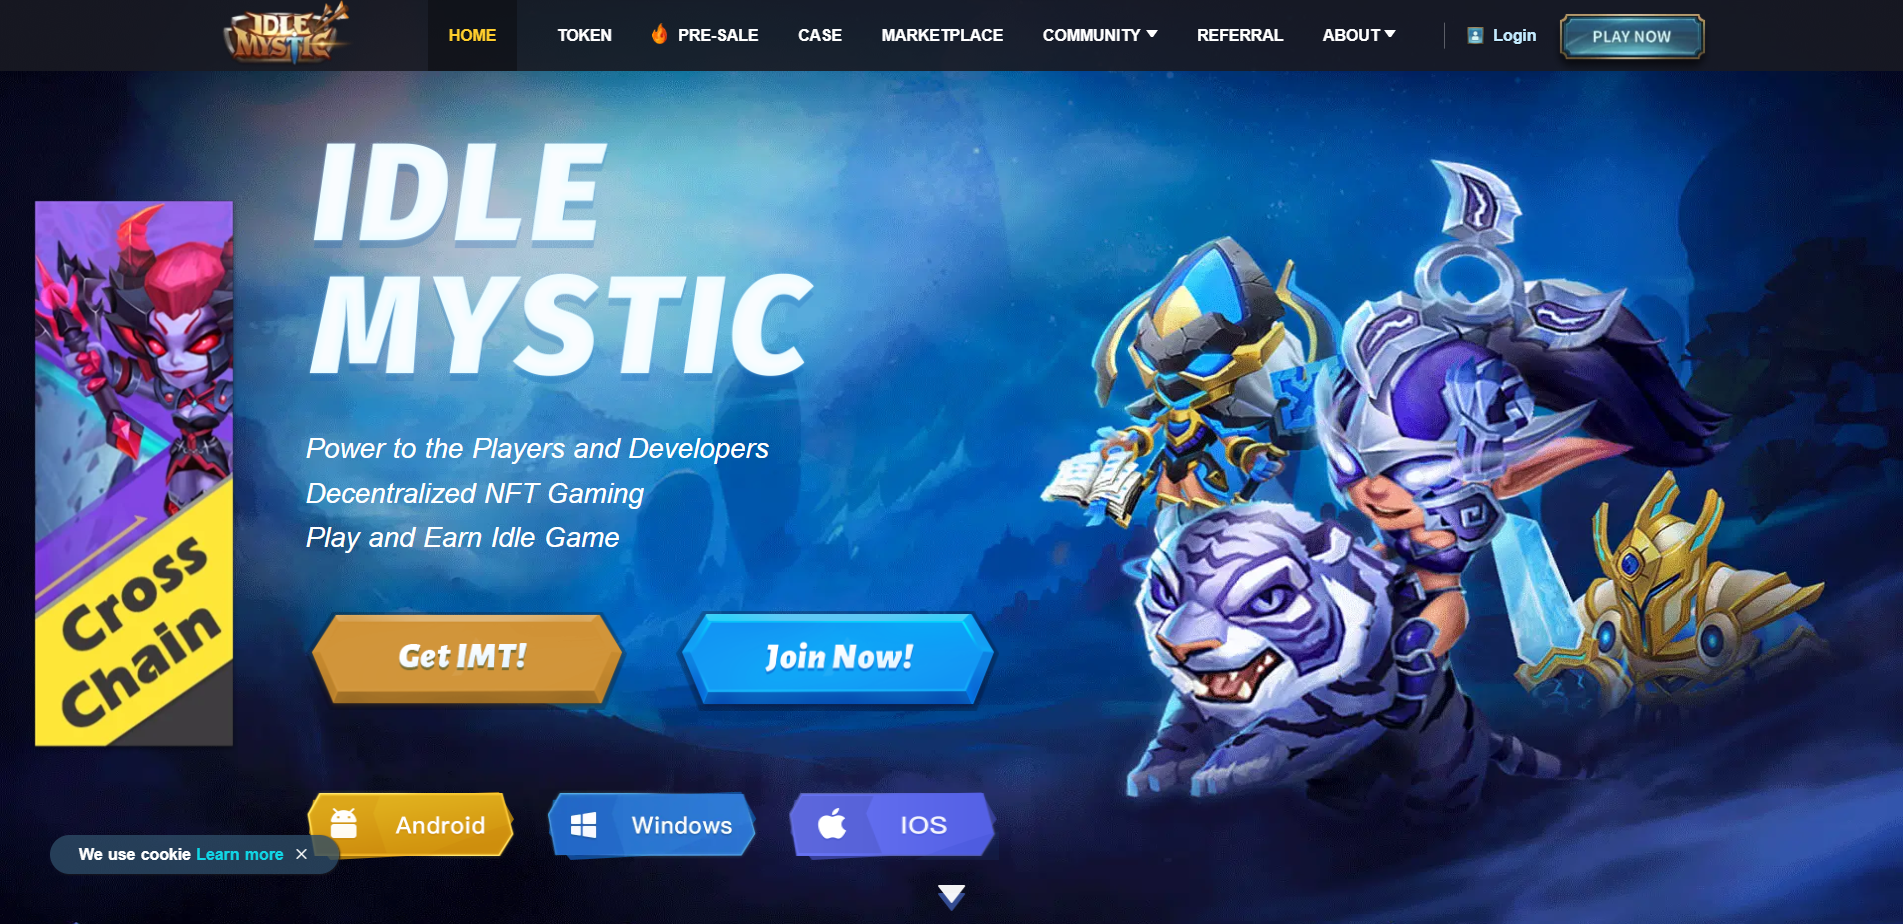 IDLE
MYSTIC
HOME
TOKEN
PRE-SALE
CASE
MARKETPLACE
COMMUNITY
REFERRAL
ABOUT
Login
PLAY NOW
IDLE
MYSTIC
Power to the Players and Developers
Decentralized NFT Gaming
Play and Earn Idle Game
Cross
Chain
Get IMT!
Join Now!
Android
Windows
IOS
We use cookie Learn more ×